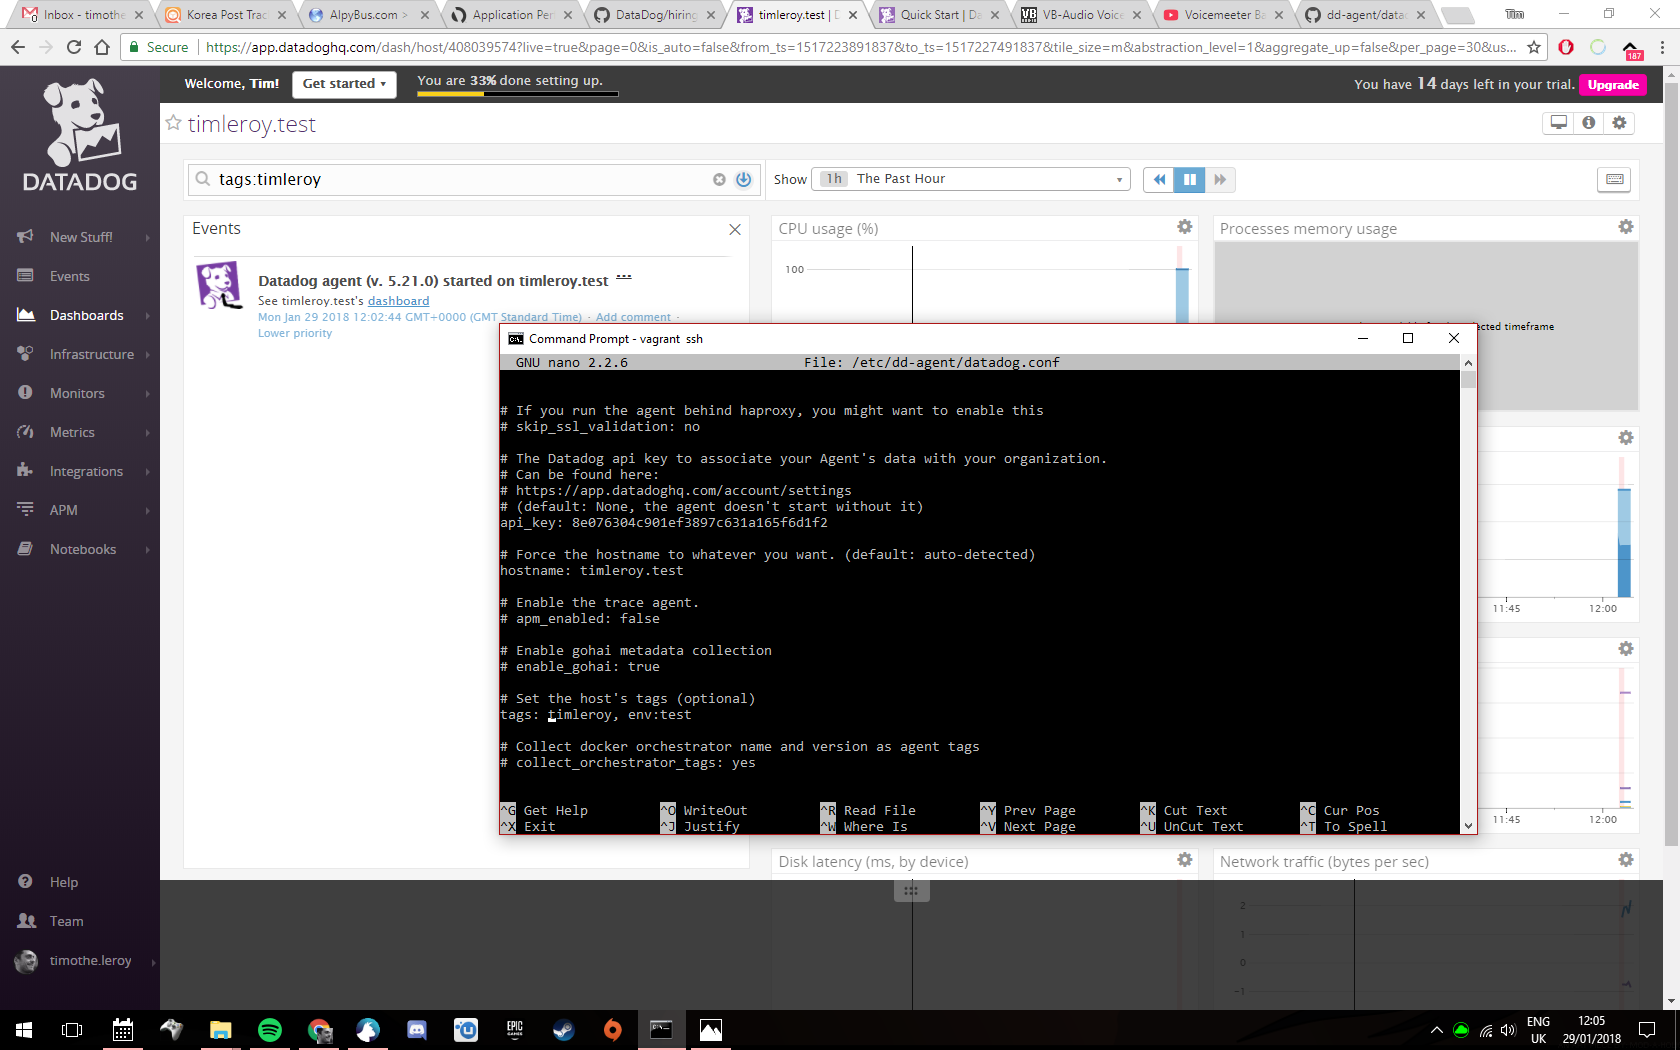 Inbox - timothe
Korea Post Trac
AlpyBus.com >
Application Per
DataDog/hiring
timleroy.test | D
Quick Start | Da
VB-Audio Voice
Voicemeeter Ba
dd-agent/datad
Tim
Secure
https://app.datadoghq.com/dash/host/408039574?live=true&page=0&is_auto=false&from_ts=1517223891837&to_ts=1517227491837&tile_size=m&abstraction_level=1&aggregate_up=false&per_page=30&us...
187
Welcome, Tim!
Get started
You are 33% done setting up.
You have 14 days left in your trial.
Upgrade
DATADOG
timleroy.test
tags:timleroy
Show
1h The Past Hour
New Stuff!
Events
Dashboards
Infrastructure
Monitors
Metrics
Integrations
APM
Notebooks
Help
Team
timothe.leroy
Events
Datadog agent (v. 5.21.0) started on timleroy.test
See timleroy.test's dashboard
Mon Jan 29 2018 12:02:44 GMT+0000 (GMT Standard Time) · Add comment ·
Lower priority
CPU usage (%)
100
Processes memory usage
ected timeframe
11:45
12:00
11:45
12:00
Command Prompt - vagrant ssh
GNU nano 2.2.6
File: /etc/dd-agent/datadog.conf
# If you run the agent behind haproxy, you might want to enable this
# skip_ssl_validation: no
# The Datadog api key to associate your Agent's data with your organization.
# Can be found here:
# https://app.datadoghq.com/account/settings
# (default: None, the agent doesn't start without it)
api_key: 8e076304c901ef3897c631a165f6d1f2
# Force the hostname to whatever you want. (default: auto-detected)
hostname: timleroy.test
# Enable the trace agent.
# apm_enabled: false
# Enable gohai metadata collection
# enable_gohai: true
# Set the host's tags (optional)
tags: timleroy, env:test
# Collect docker orchestrator name and version as agent tags
# collect_orchestrator_tags: yes
^G Get Help
^O WriteOut
^R Read File
^Y Prev Page
^K Cut Text
^C Cur Pos
^X Exit
^J Justify
^W Where Is
^V Next Page
^U UnCut Text
^T To Spell
Disk latency (ms, by device)
Network traffic (bytes per sec)
2
1
0
-1
EPIC
GAMES
ENG
UK
12:05
29/01/2018